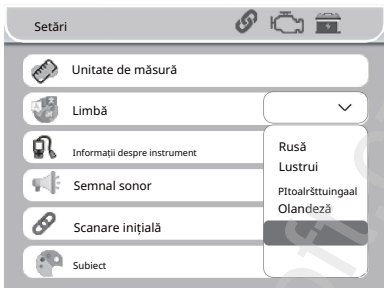 Setări
Unitate de măsură
Limbă
Informații despre instrument
Semnal sonor
Scanare inițială
Subiect
Rusă
Lustrui
Olandeză